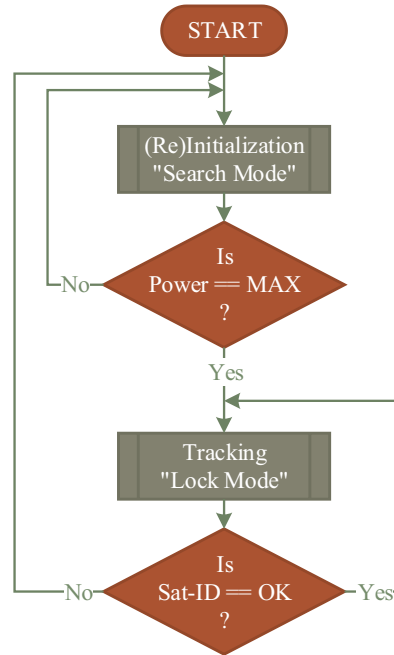 START
(Re)Initialization
"Search Mode"
Is
Power == MAX
?
No
Yes
Tracking
"Lock Mode"
Is
Sat-ID == OK
?
No
Yes